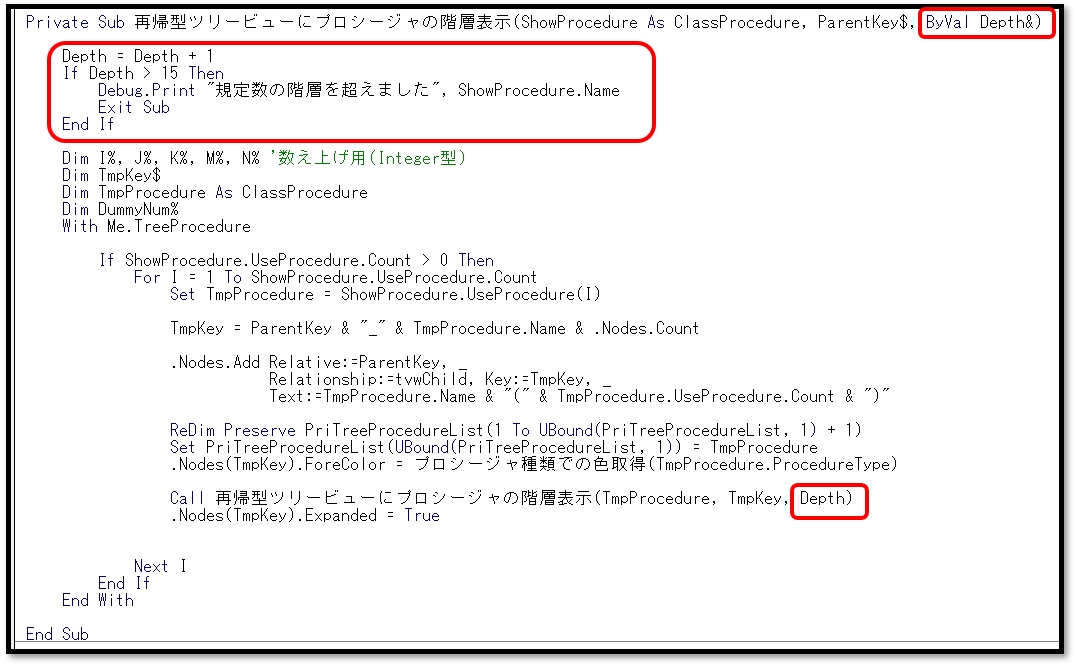 Private Sub 再帰型ツリービューにプロシージャの階層表示(ShowProcedure As ClassProcedure, ParentKey$, ByVal Depth&)
Depth = Depth + 1
If Depth > 15 Then
Debug.Print "規定数の階層を超えました", ShowProcedure.Name
Exit Sub
End If
Dim I%, J%, K%, M%, N% '数え上げ用(Integer型)
Dim TmpKey$
Dim TmpProcedure As ClassProcedure
Dim DummyNum%
With Me.TreeProcedure
If ShowProcedure.UseProcedure.Count > 0 Then
For I = 1 To ShowProcedure.UseProcedure.Count
Set TmpProcedure = ShowProcedure.UseProcedure(I)
TmpKey = ParentKey & "_" & TmpProcedure.Name & .Nodes.Count
.Nodes.Add Relative:=ParentKey, _
Relationship:=tvwChild, Key:=TmpKey, _
Text:=TmpProcedure.Name & "(" & TmpProcedure.UseProcedure.Count & ")"
ReDim Preserve PriTreeProcedureList(1 To UBound(PriTreeProcedureList, 1) + 1)
Set PriTreeProcedureList(UBound(PriTreeProcedureList, 1)) = TmpProcedure
.Nodes(TmpKey).ForeColor = プロシージャ種類での色取得(TmpProcedure.ProcedureType)
Call 再帰型ツリービューにプロシージャの階層表示(TmpProcedure, TmpKey, Depth)
.Nodes(TmpKey).Expanded = True
Next I
End If
End With
End Sub